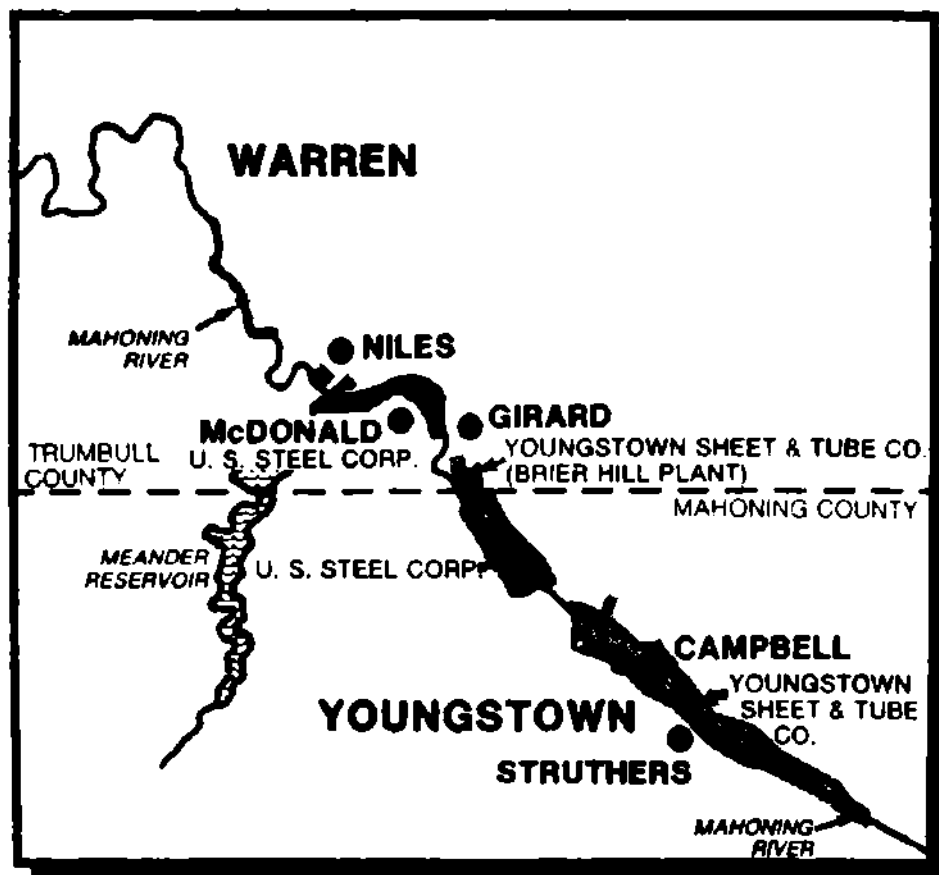 WARREN
MAHONING
RIVER
NILES
McDONALD
U. S. STEEL CORP.
GIRARD
YOUNGSTOWN SHEET & TUBE CO.
(BRIER HILL PLANT)
TRUMBULL
COUNTY
MAHONING COUNTY
MEANDER
RESERVOIR
U. S. STEEL CORP.
CAMPBELL
YOUNGSTOWN
SHEET & TUBE
CO.
YOUNGSTOWN
STRUTHERS
MAHONING
RIVER